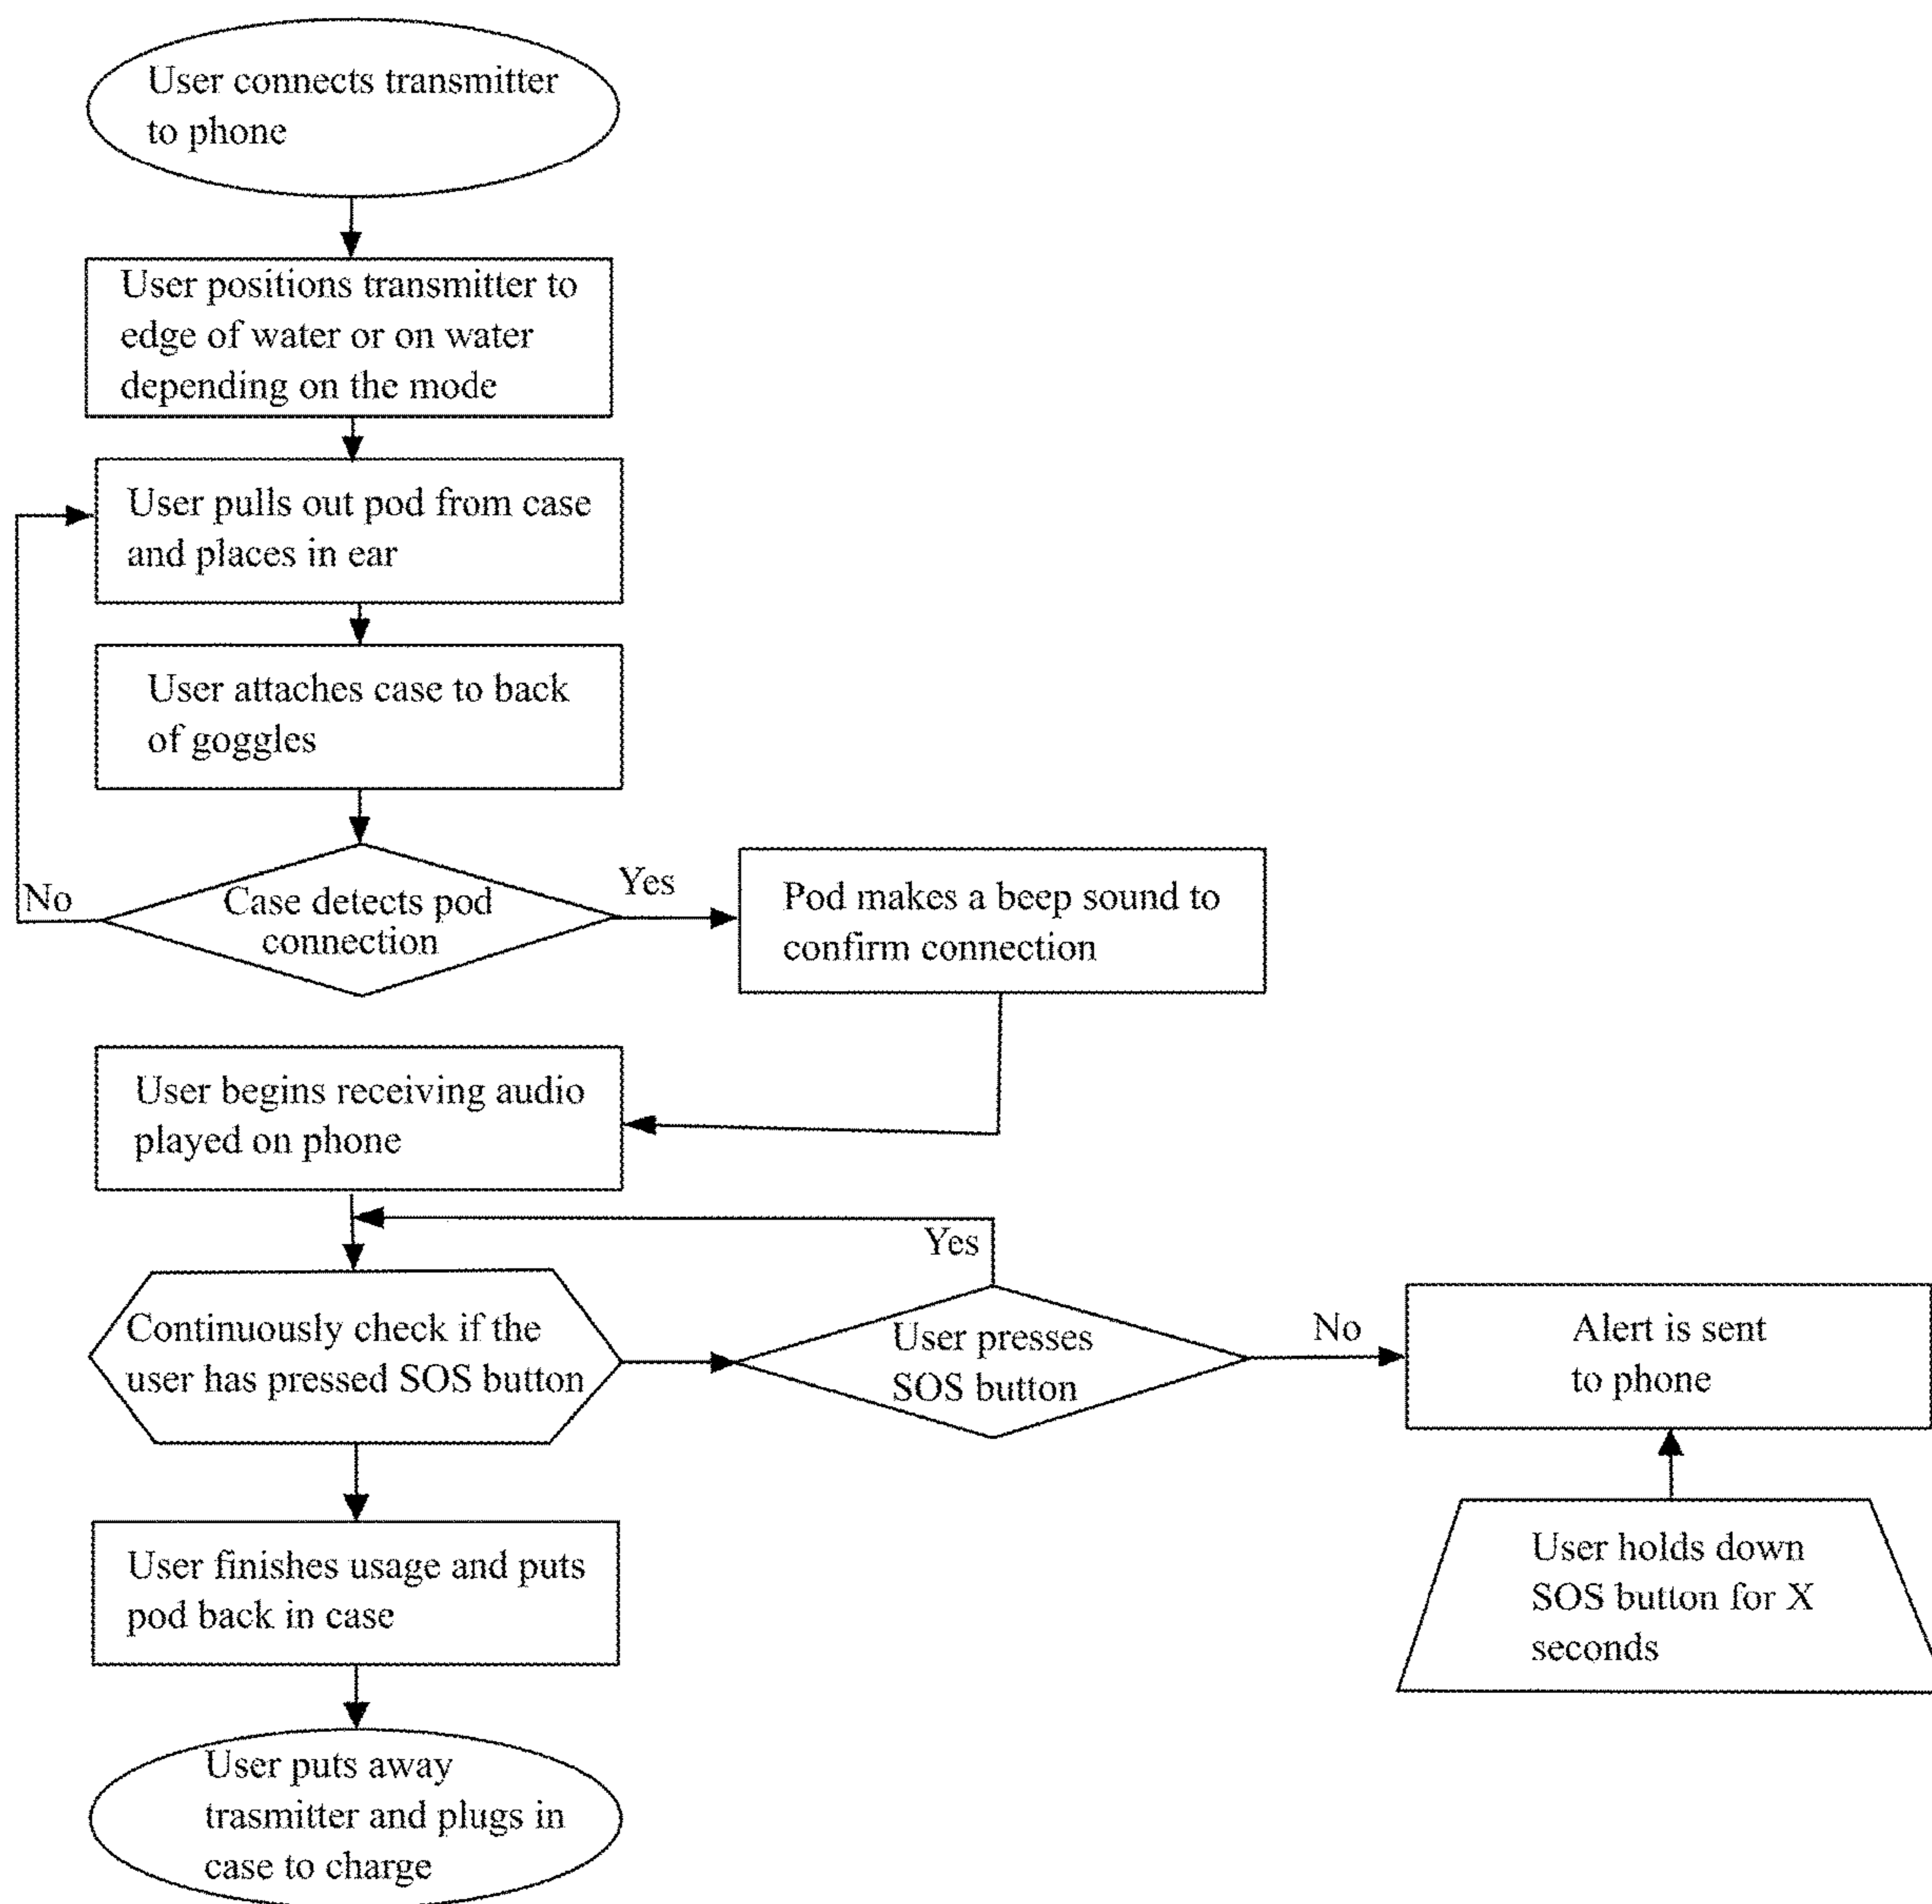 User connects transmitter
to phone
User positions transmitter to
edge of water or on water
depending on the mode
User pulls out pod from case
and places in ear
User attaches case to back
of goggles
No
Case detects pod
connection
Yes
Pod makes a beep sound to
confirm connection
User begins receiving audio
played on phone
Yes
Continuously check if the
user has pressed SOS button
User presses
SOS button
No
Alert is sent
to phone
User holds down
SOS button for X
seconds
User finishes usage and puts
pod back in case
User puts away
trasmitter and plugs in
case to charge